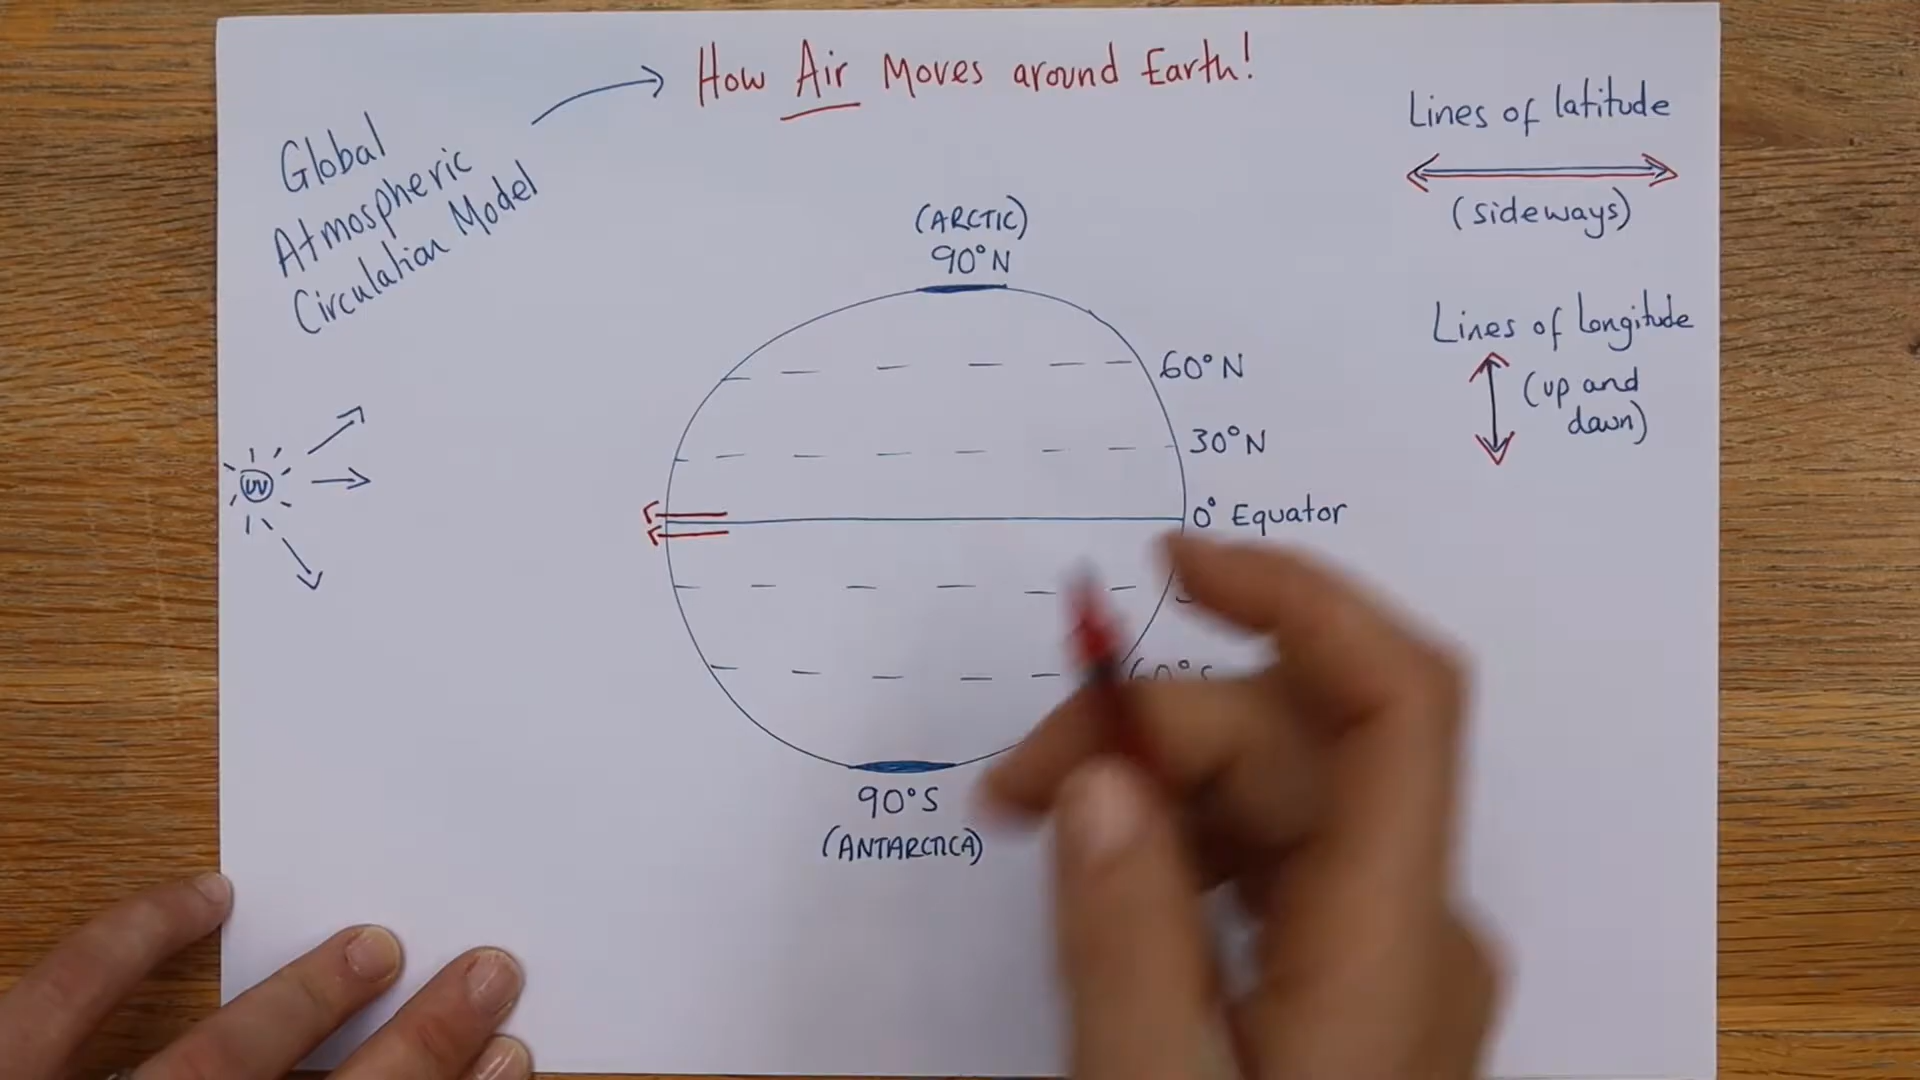 How Air Moves around Earth!
Global
Atmospheric
Circulation Model
Lines of latitude
(sideways)
Lines of longitude
(up and
down)
(ARCTIC)
90°N
60°N
30°N
0° Equator
UV
60°S
90°S
(ANTARCTICA)